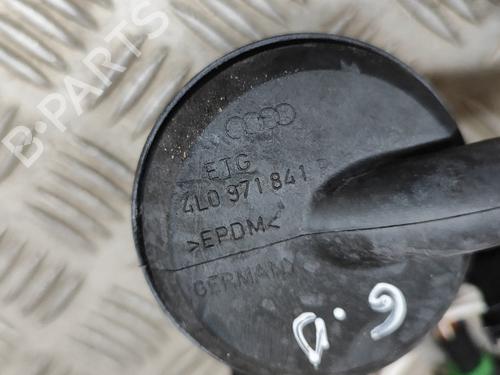 B-PARTS
ETG
4L0 971 841
>EPDM<
GERMANY